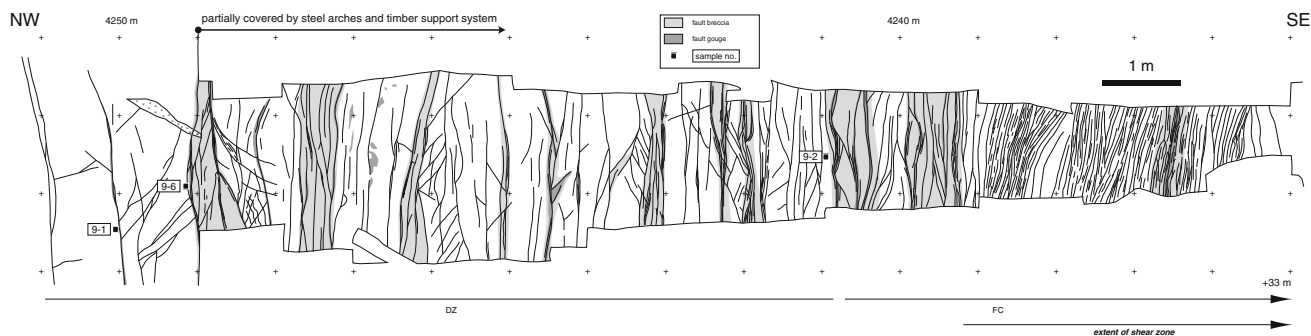 NW
4250 m
partially covered by steel arches and timber support system
fault breccia
fault gouge
sample no.
4240 m
SE
1 m
9-6
9-2
9-1
+33 m
DZ
FC
extent of shear zone